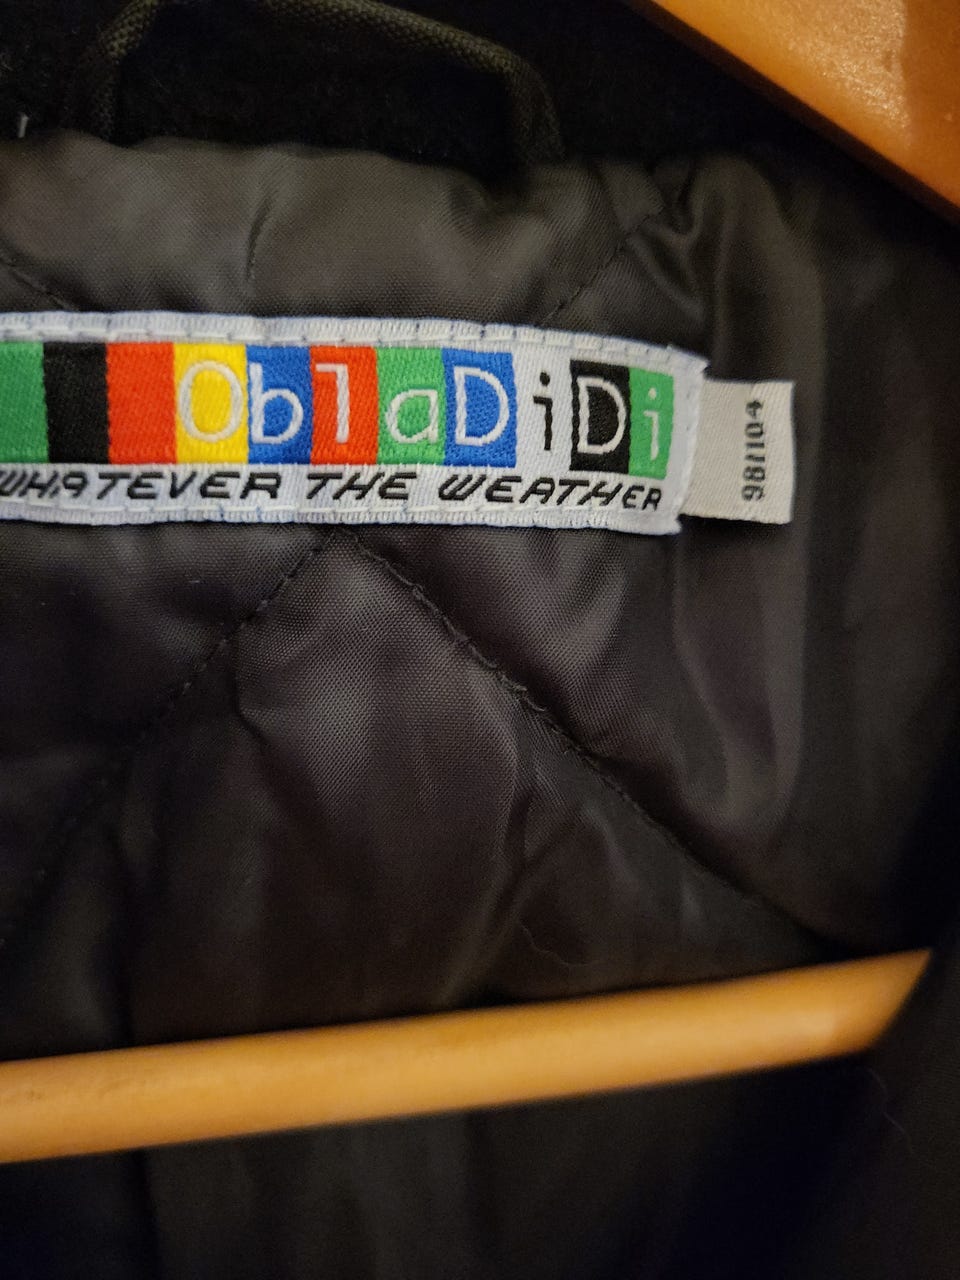 OblaDiDi
WHATEVER THE WEATHER
98/104